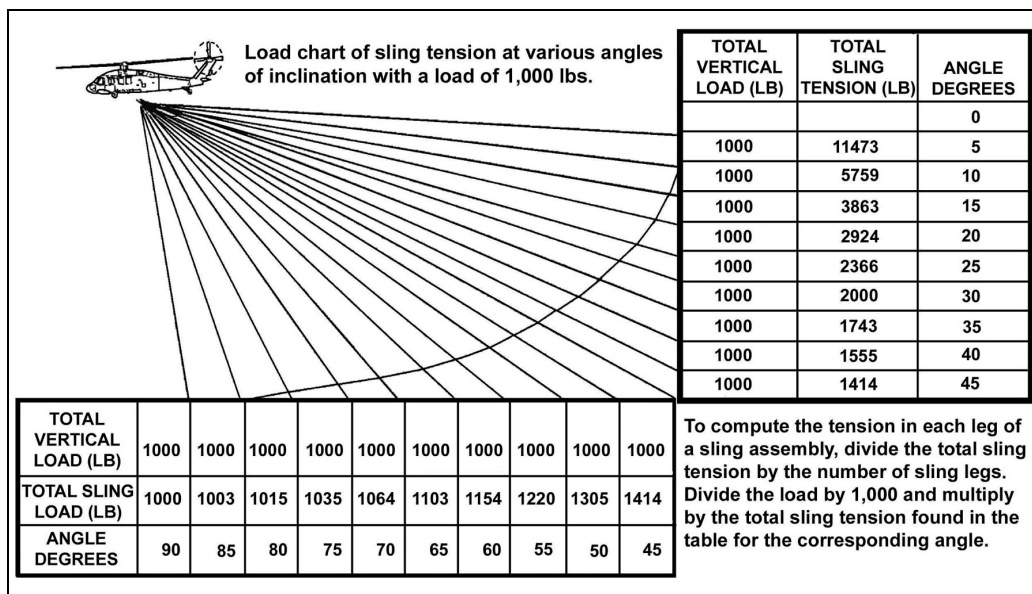 Load chart of sling tension at various angles
of inclination with a load of 1,000 lbs.
TOTAL VERTICAL LOAD (LB) TOTAL SLING TENSION (LB) ANGLE DEGREES
0
1000 11473 5
1000 5759 10
1000 3863 15
1000 2924 20
1000 2366 25
1000 2000 30
1000 1743 35
1000 1555 40
1000 1414 45
TOTAL VERTICAL LOAD (LB) 1000 1000 1000 1000 1000 1000 1000 1000 1000 1000
TOTAL SLING LOAD (LB) 1000 1003 1015 1035 1064 1103 1154 1220 1305 1414
ANGLE DEGREES 90 85 80 75 70 65 60 55 50 45
To compute the tension in each leg of
a sling assembly, divide the total sling
tension by the number of sling legs.
Divide the load by 1,000 and multiply
by the total sling tension found in the
table for the corresponding angle.